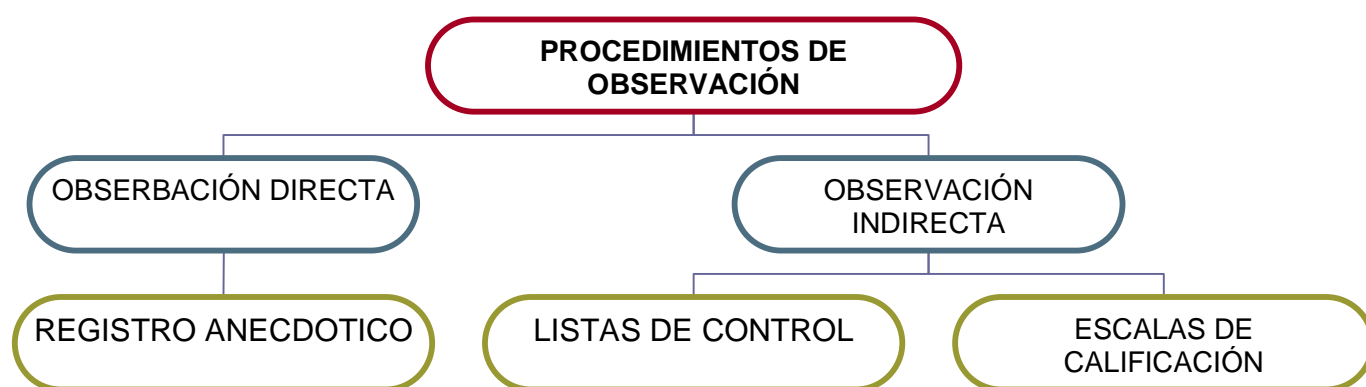 PROCEDIMIENTOS DE
OBSERVACIÓN
OBSERBACIÓN DIRECTA
OBSERVACIÓN
INDIRECTA
REGISTRO ANECDOTICO
LISTAS DE CONTROL
ESCALAS DE
CALIFICACIÓN